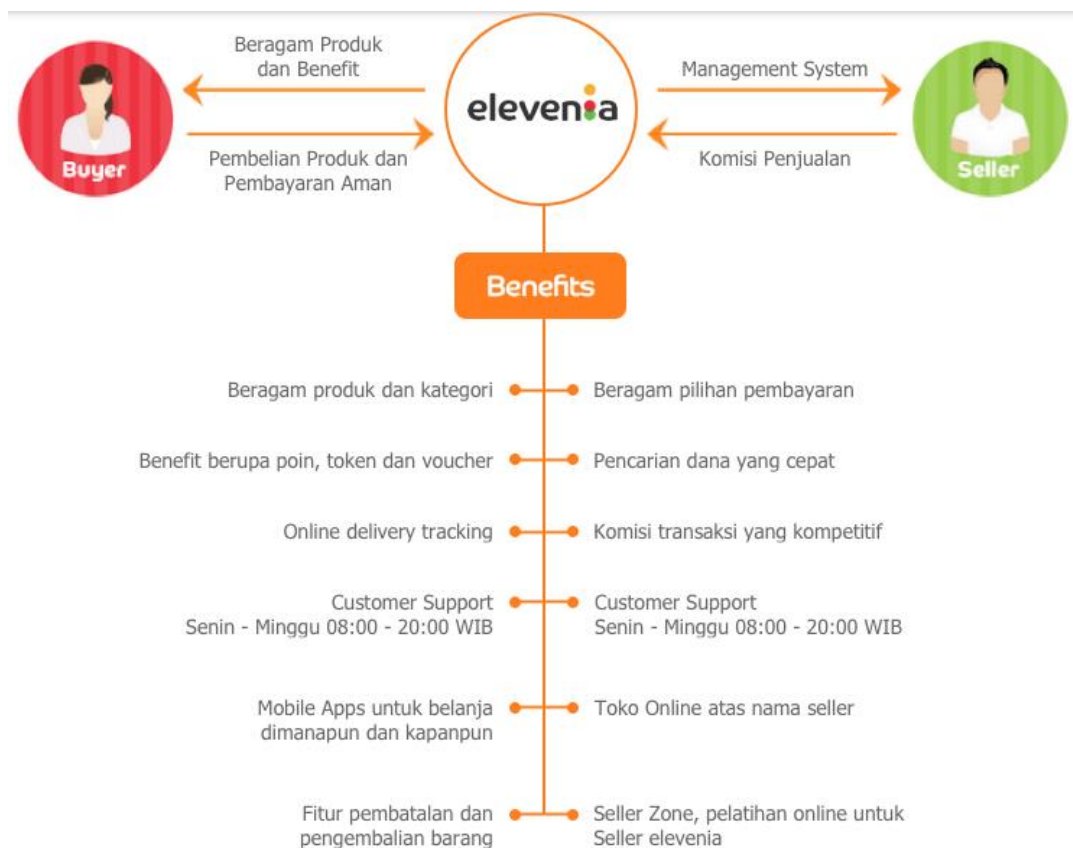 Beragam Produk
dan Benefit
Buyer
Pembelian Produk dan
Pembayaran Aman
elevenia
Management System
Komisi Penjualan
Seller
Benefits
Beragam produk dan kategori
Beragam pilihan pembayaran
Benefit berupa poin, token dan voucher
Pencarian dana yang cepat
Online delivery tracking
Komisi transaksi yang kompetitif
Customer Support
Senin - Minggu 08:00 - 20:00 WIB
Customer Support
Senin - Minggu 08:00 - 20:00 WIB
Mobile Apps untuk belanja
dimanapun dan kapanpun
Toko Online atas nama seller
Fitur pembatalan dan
pengembalian barang
Seller Zone, pelatihan online untuk
Seller elevenia